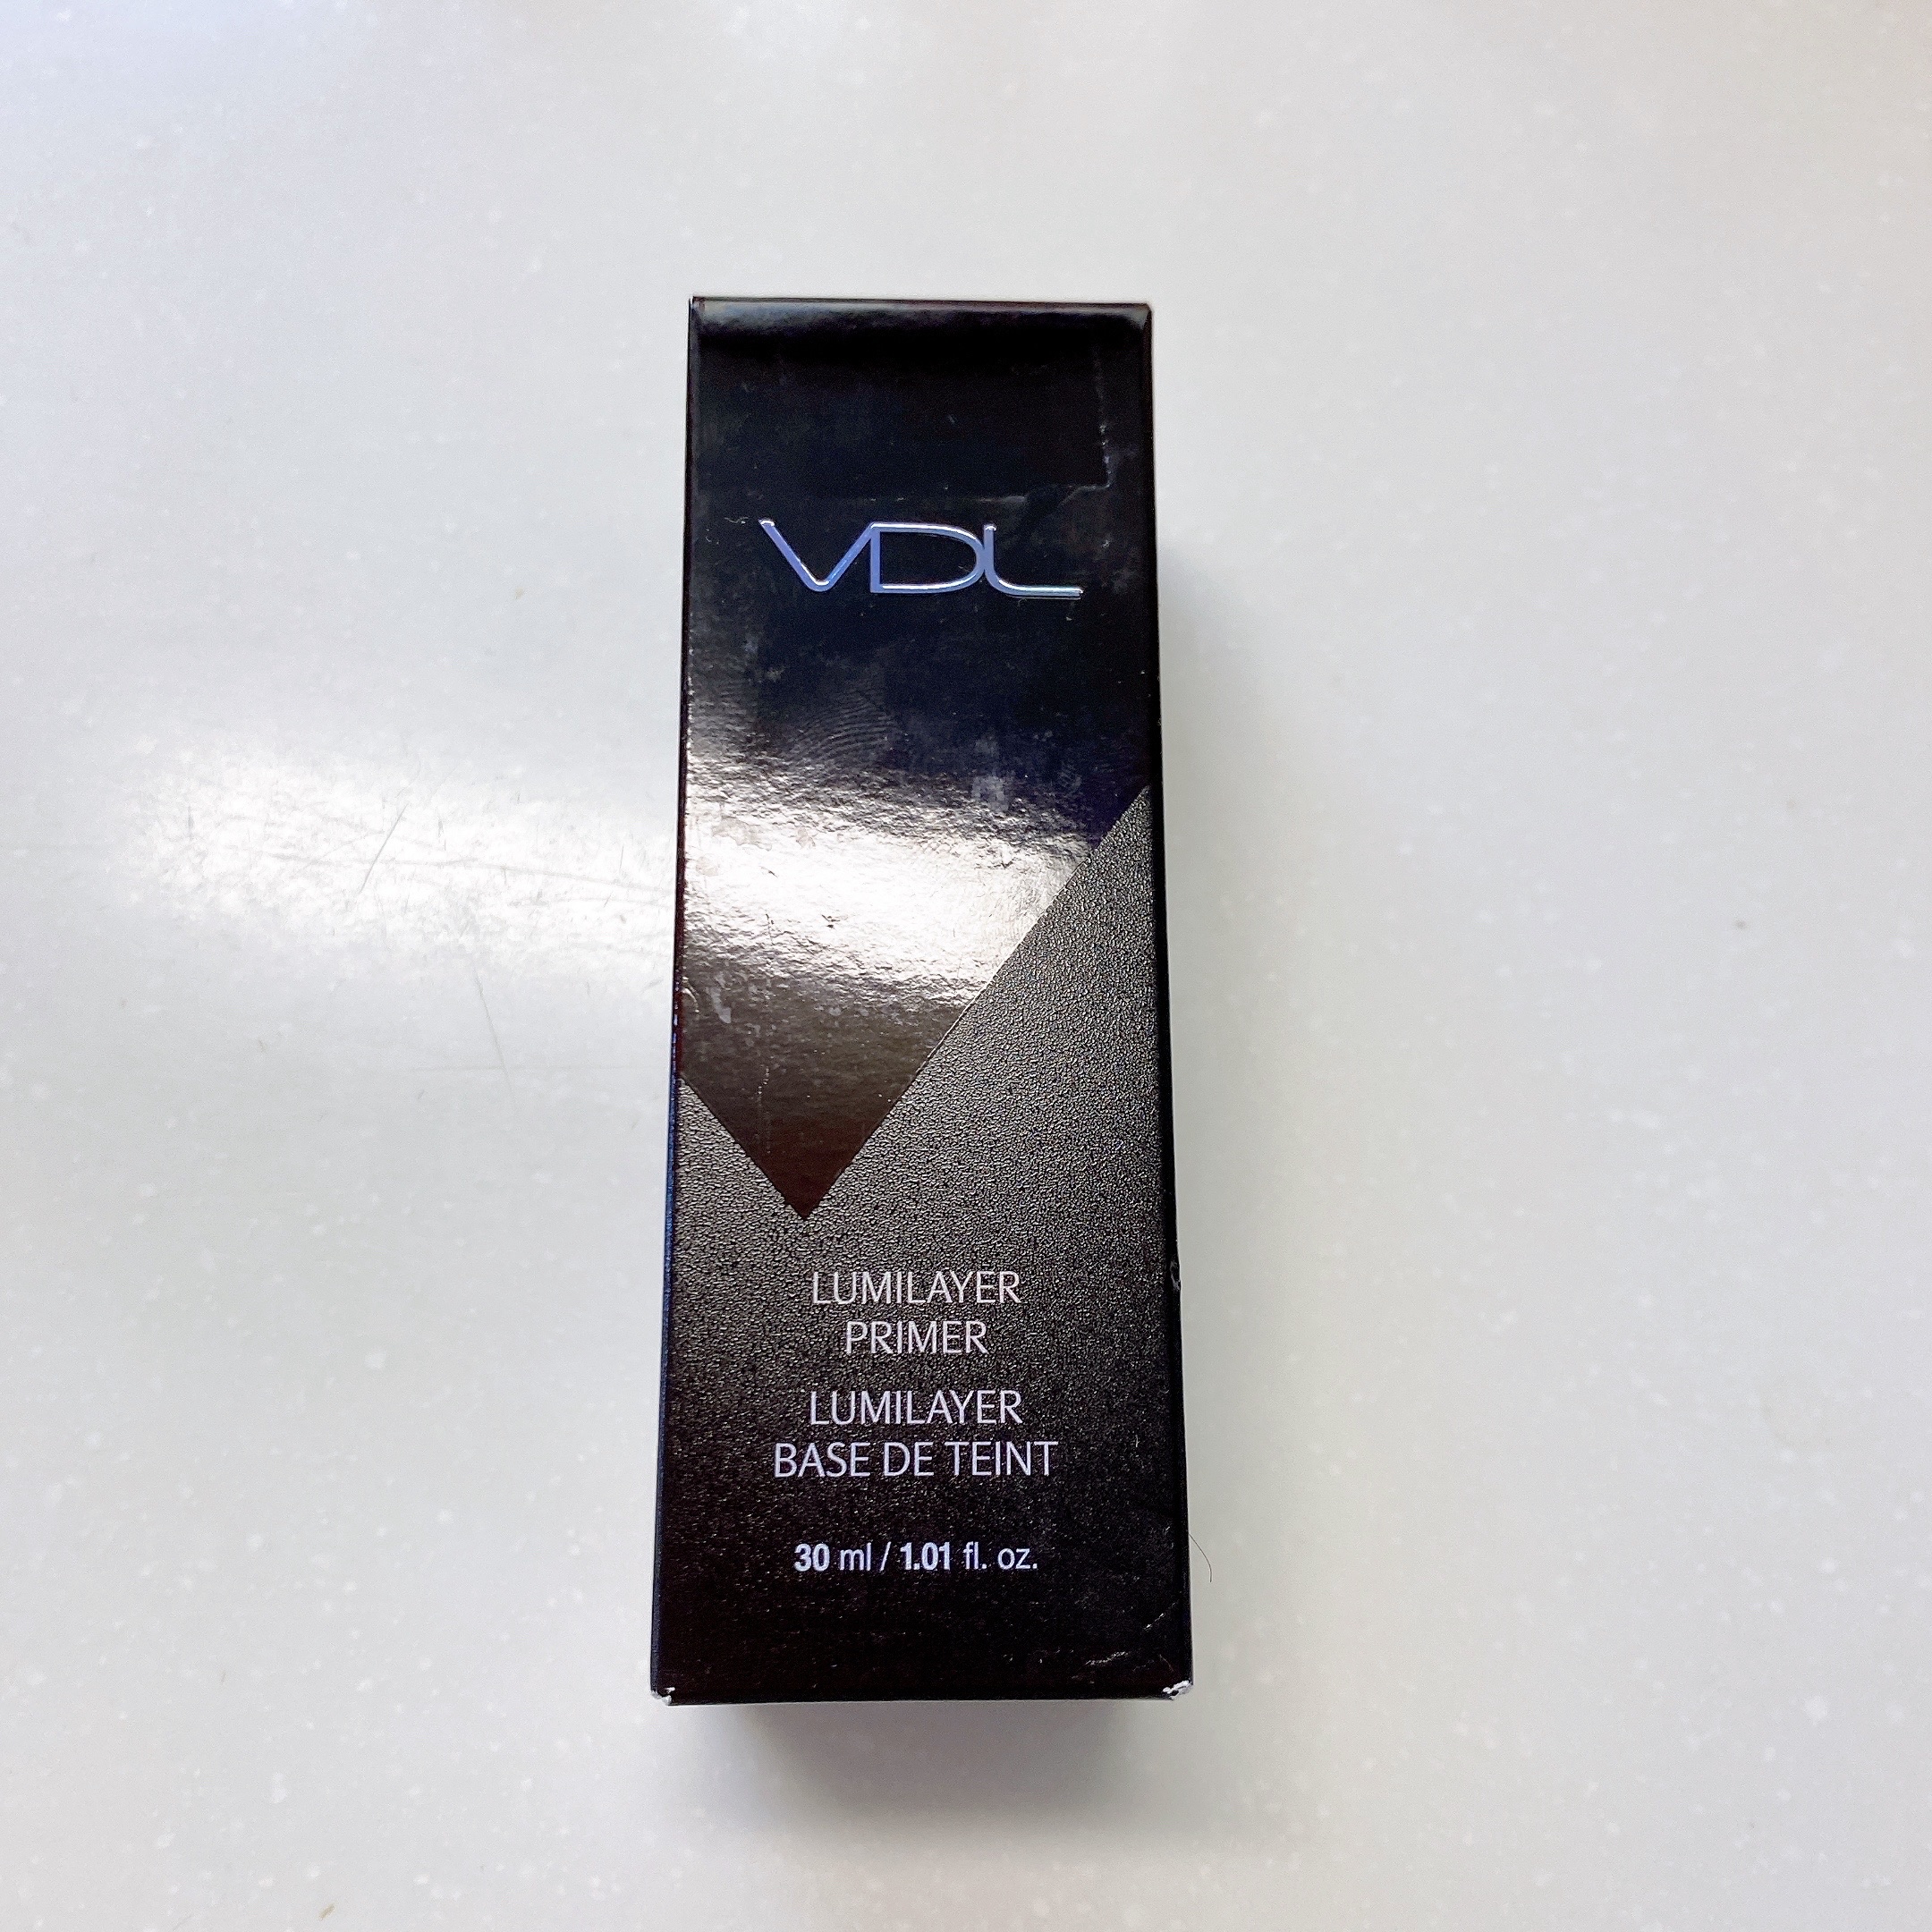 VDL
LUMILAYER
PRIMER
LUMILAYER
BASE DE TEINT
30 ml / 1.01 fl. oz.